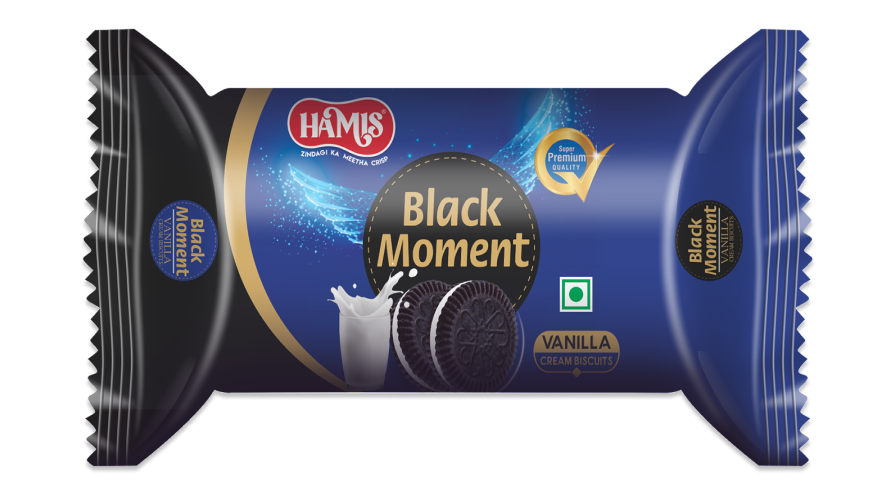 HAMIS®
ZINDAGI KA MEETHA CRISP
Super
Premium
QUALITY
Black
Moment
VANILLA
CREAM BISCUITS
Black
Moment
VANILLA
CREAM BISCUITS
Black
Moment
VANILLA
CREAM BISCUITS